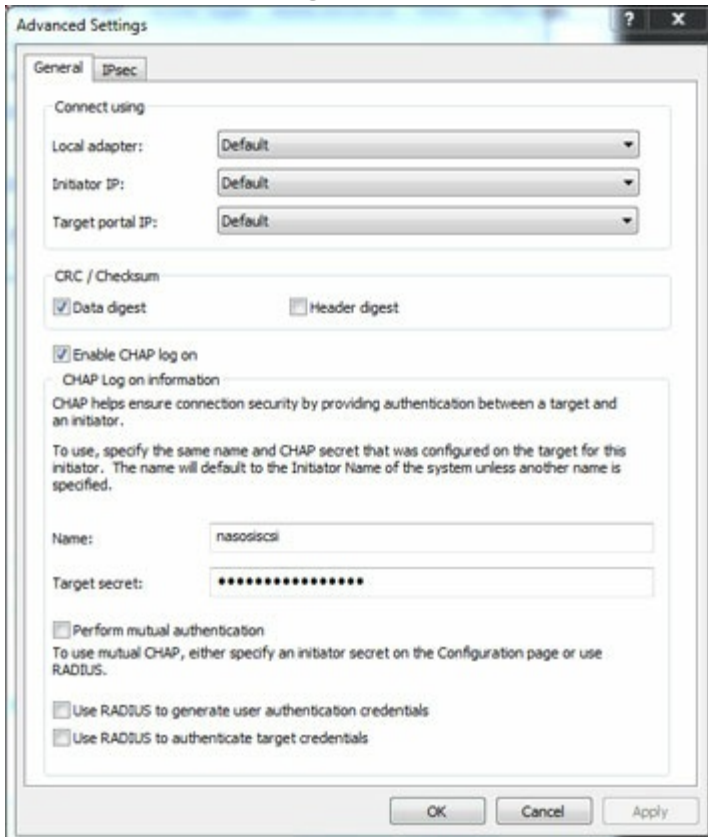 Advanced Settings
General
IPsec
Connect using
Local adapter:
Default
Initiator IP:
Default
Target portal IP:
Default
CRC / Checksum
Data digest
Header digest
Enable CHAP log on
CHAP Log on information
CHAP helps ensure connection security by providing authentication between a target and
an initiator.
To use, specify the same name and CHAP secret that was configured on the target for this
initiator. The name will default to the Initiator Name of the system unless another name is
specified.
Name:
nasosiscsi
Target secret:
••••••••••••••••
Perform mutual authentication
To use mutual CHAP, either specify an initiator secret on the Configuration page or use
RADIUS.
Use RADIUS to generate user authentication credentials
Use RADIUS to authenticate target credentials
OK
Cancel
Apply